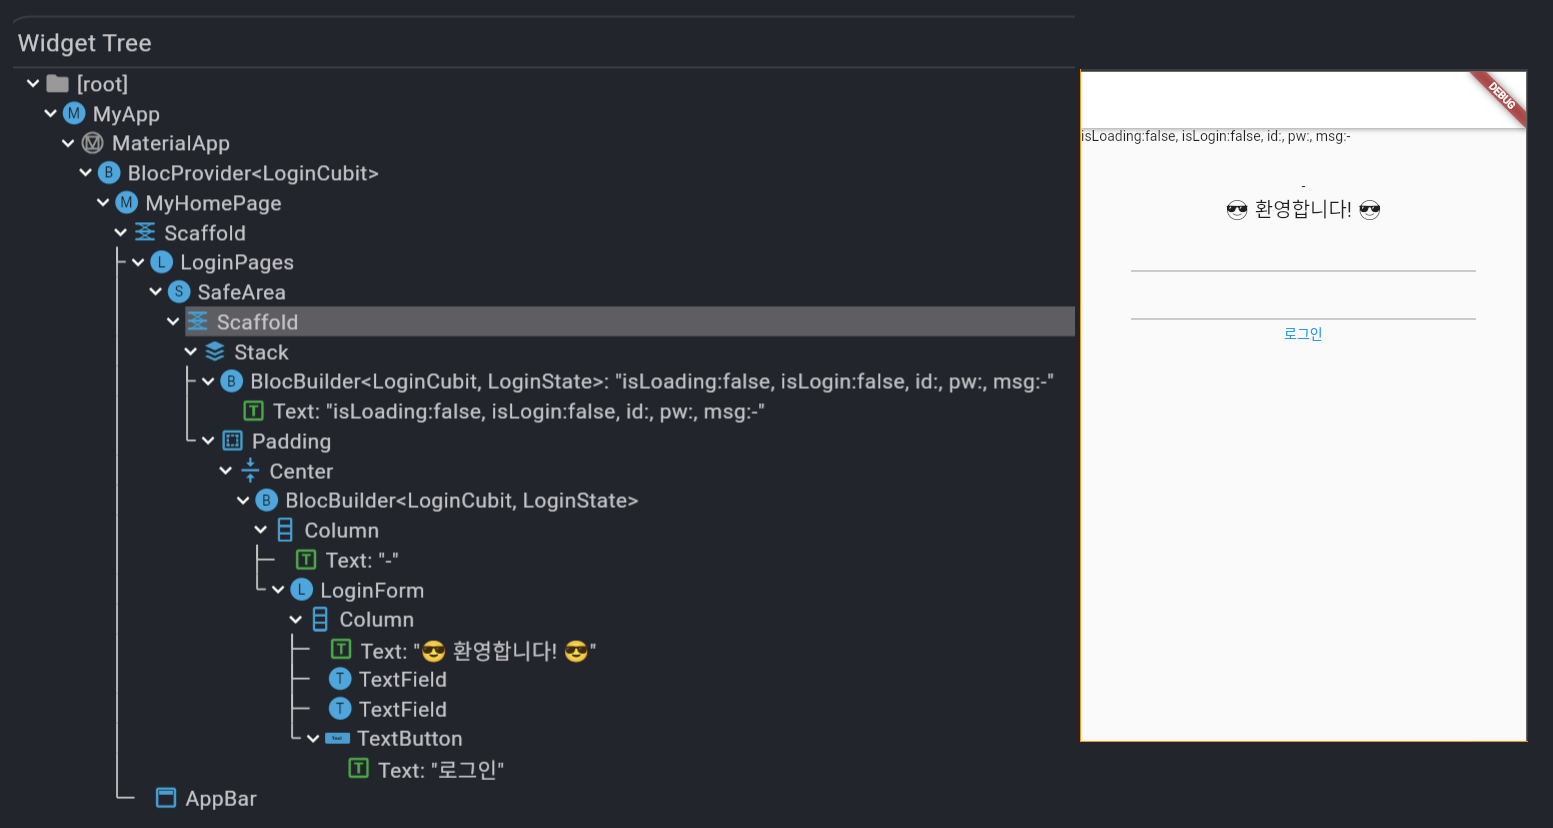 Widget Tree
[root]
MyApp
MaterialApp
BlocProvider<LoginCubit>
MyHomePage
Scaffold
LoginPages
SafeArea
Scaffold
Stack
BlocBuilder<LoginCubit, LoginState>: "isLoading:false, isLogin:false, id:, pw:, msg:-"
Text: "isLoading:false, isLogin:false, id:, pw:, msg:-"
Padding
Center
BlocBuilder<LoginCubit, LoginState>
Column
Text: "-"
LoginForm
Column
Text: "😎 환영합니다! 😎"
TextField
TextField
TextButton
Text: "로그인"
AppBar
DEBUG
isLoading:false, isLogin:false, id:, pw:, msg:-
-
😎 환영합니다! 😎
로그인